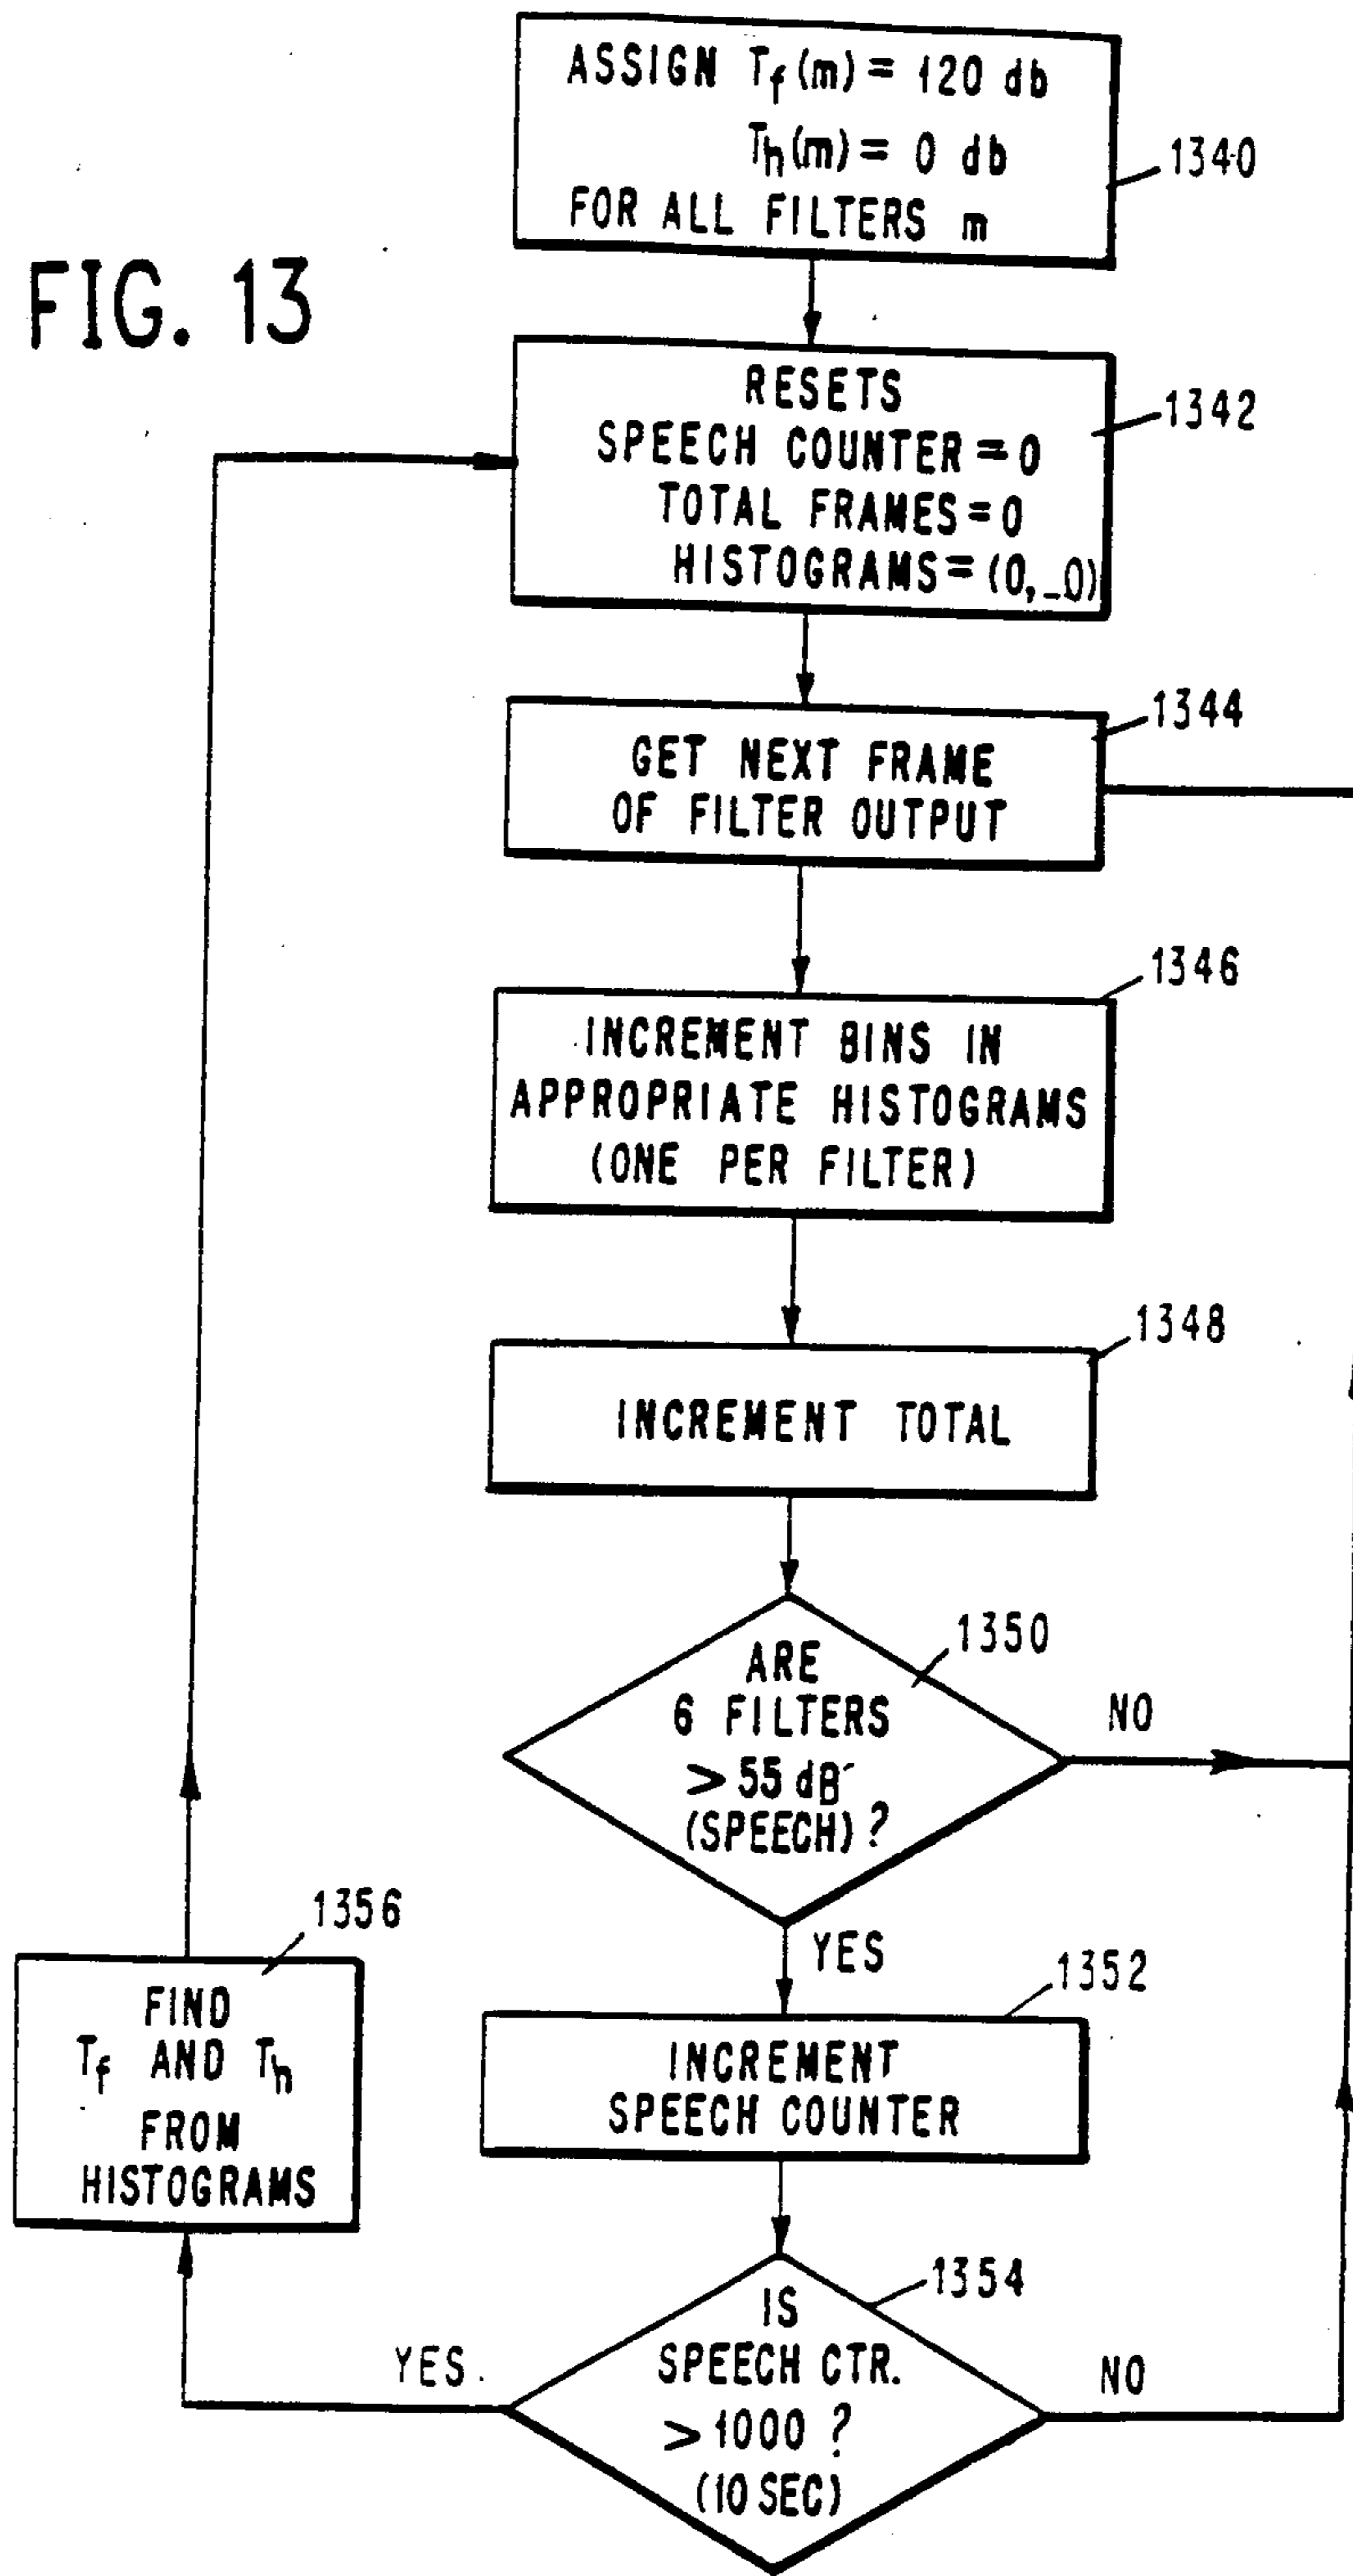 ASSIGN Tf(m) = 120 db
Th(m) = 0 db
FOR ALL FILTERS m
1340
FIG. 13
RESETS
SPEECH COUNTER = 0
TOTAL FRAMES = 0
HISTOGRAMS = (0,_0)
1342
GET NEXT FRAME
OF FILTER OUTPUT
1344
INCREMENT BINS IN
APPROPRIATE HISTOGRAMS
(ONE PER FILTER)
1346
INCREMENT TOTAL
1348
ARE
6 FILTERS
> 55 dB
(SPEECH) ?
1350
NO
YES
1356
FIND
Tf AND Th
FROM
HISTOGRAMS
INCREMENT
SPEECH COUNTER
1352
IS
SPEECH CTR.
> 1000 ?
(10 SEC)
1354
YES
NO